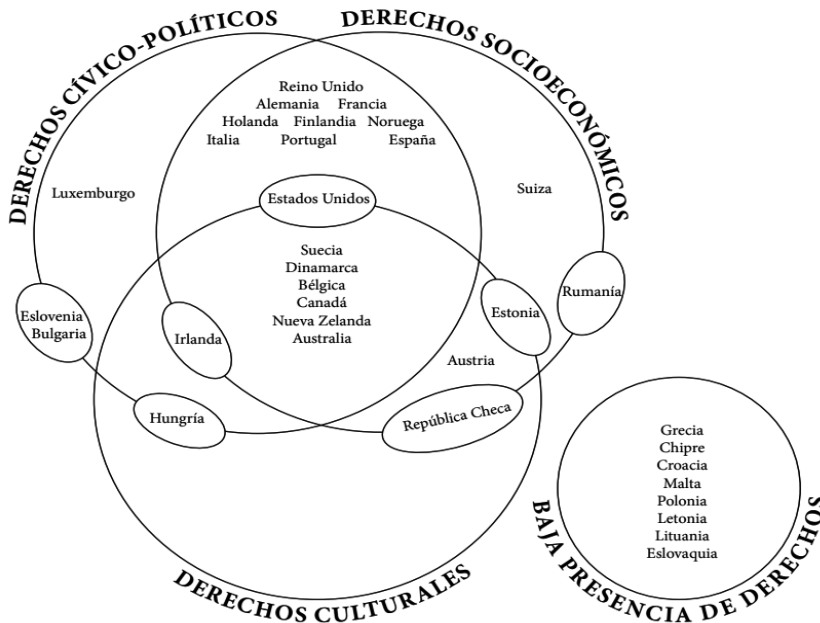 DERECHOS CÍVICO-POLÍTICOS
DERECHOS SOCIOECONÓMICOS
Reino Unido
Alemania Francia
Holanda Finlandia Noruega
Italia Portugal España
Luxemburgo
Suiza
Estados Unidos
Suecia
Dinamarca
Bélgica
Canadá
Nueva Zelanda
Australia
Eslovenia
Bulgaria
Irlanda
Estonia
Rumanía
Austria
Hungría
República Checa
DERECHOS CULTURALES
Grecia
Chipre
Croacia
Malta
Polonia
Letonia
Lituania
Eslovaquia
BAJA PRESENCIA DE DERECHOS